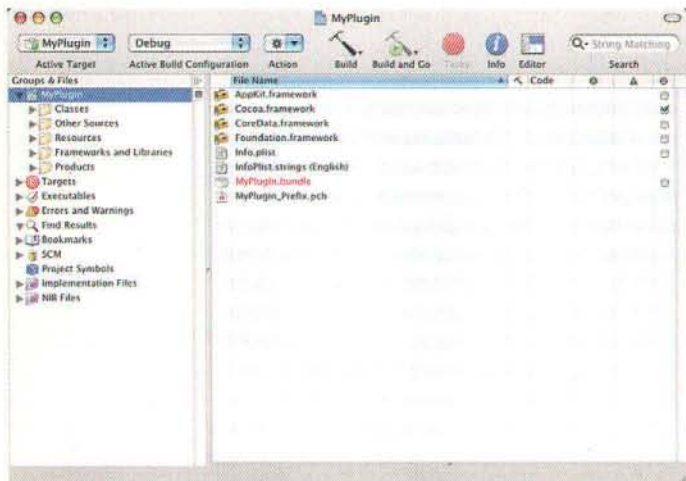 MyPlugin
MyPlugin Debug String Matching
Active Target Active Build Configuration Action Build Build and Go Tasks Info Editor Search
Groups & Files
MyPlugin
Classes
Other Sources
Resources
Frameworks and Libraries
Products
Targets
Executables
Errors and Warnings
Find Results
Bookmarks
SCM
Project Symbols
Implementation Files
NIB Files
File Name Code
AppKit.framework
Cocoa.framework
CoreData.framework
Foundation.framework
Info.plist
InfoPlist.strings (English)
MyPlugin.bundle
MyPlugin_Prefix.pch